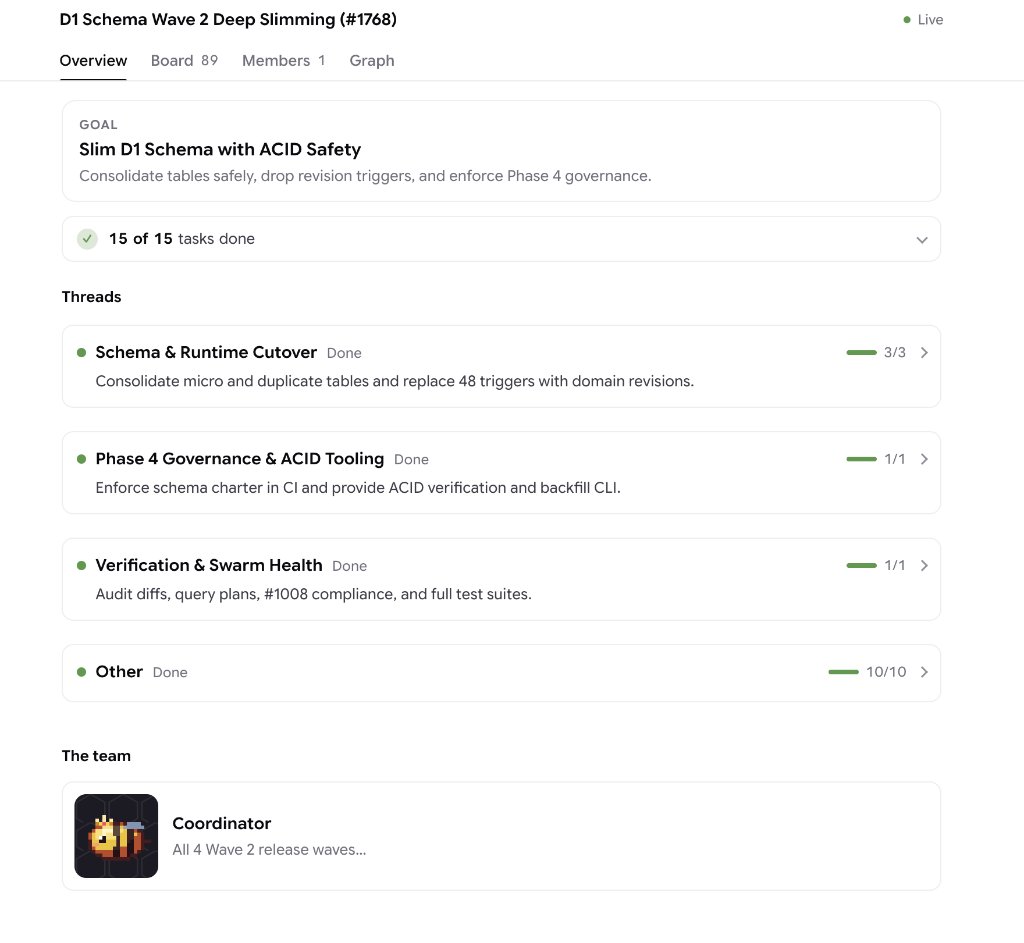 D1 Schema Wave 2 Deep Slimming (#1768)
Live
Overview Board 89 Members 1 Graph
GOAL
Slim D1 Schema with ACID Safety
Consolidate tables safely, drop revision triggers, and enforce Phase 4 governance.
15 of 15 tasks done
Threads
Schema & Runtime Cutover Done 3/3
Consolidate micro and duplicate tables and replace 48 triggers with domain revisions.
Phase 4 Governance & ACID Tooling Done 1/1
Enforce schema charter in CI and provide ACID verification and backfill CLI.
Verification & Swarm Health Done 1/1
Audit diffs, query plans, #1008 compliance, and full test suites.
Other Done 10/10
The team
Coordinator
All 4 Wave 2 release waves...